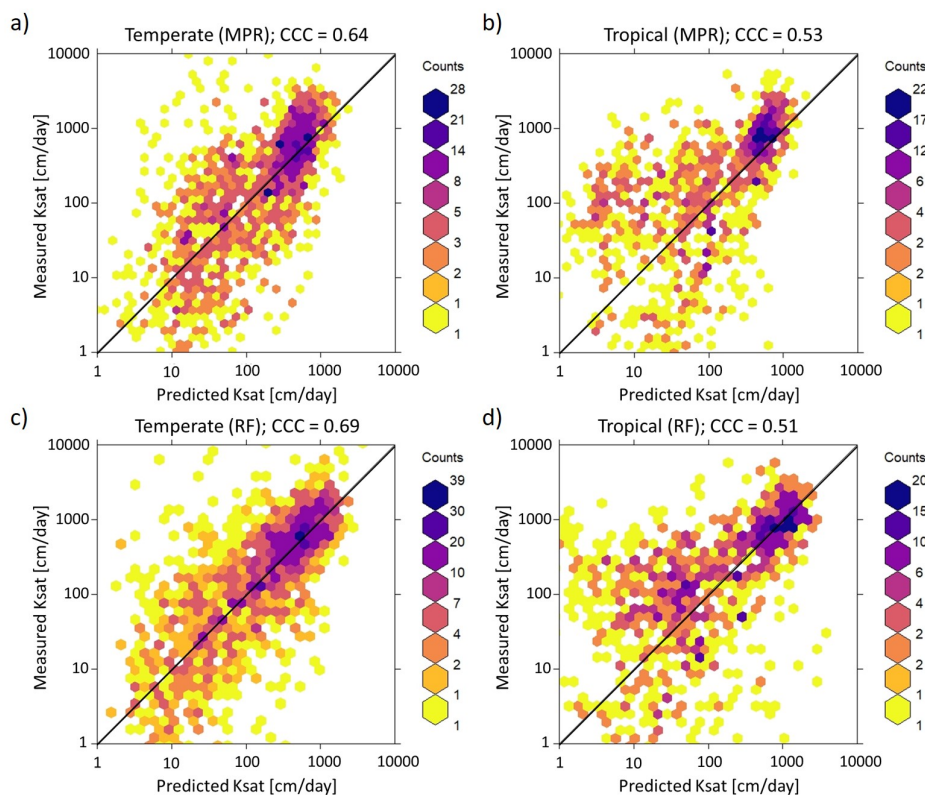 a)
Temperate (MPR); CCC = 0.64
10000
1000
100
10
1
Measured Ksat [cm/day]
1 10 100 1000 10000
Predicted Ksat [cm/day]
Counts
28
21
14
8
5
3
2
1
1
b)
Tropical (MPR); CCC = 0.53
10000
1000
100
10
1
Measured Ksat [cm/day]
1 10 100 1000 10000
Predicted Ksat [cm/day]
Counts
22
17
12
6
4
2
2
1
1
c)
Temperate (RF); CCC = 0.69
10000
1000
100
10
1
Measured Ksat [cm/day]
1 10 100 1000 10000
Predicted Ksat [cm/day]
Counts
39
30
20
10
7
4
2
1
1
d)
Tropical (RF); CCC = 0.51
10000
1000
100
10
1
Measured Ksat [cm/day]
1 10 100 1000 10000
Predicted Ksat [cm/day]
Counts
20
15
10
6
4
2
2
1
1